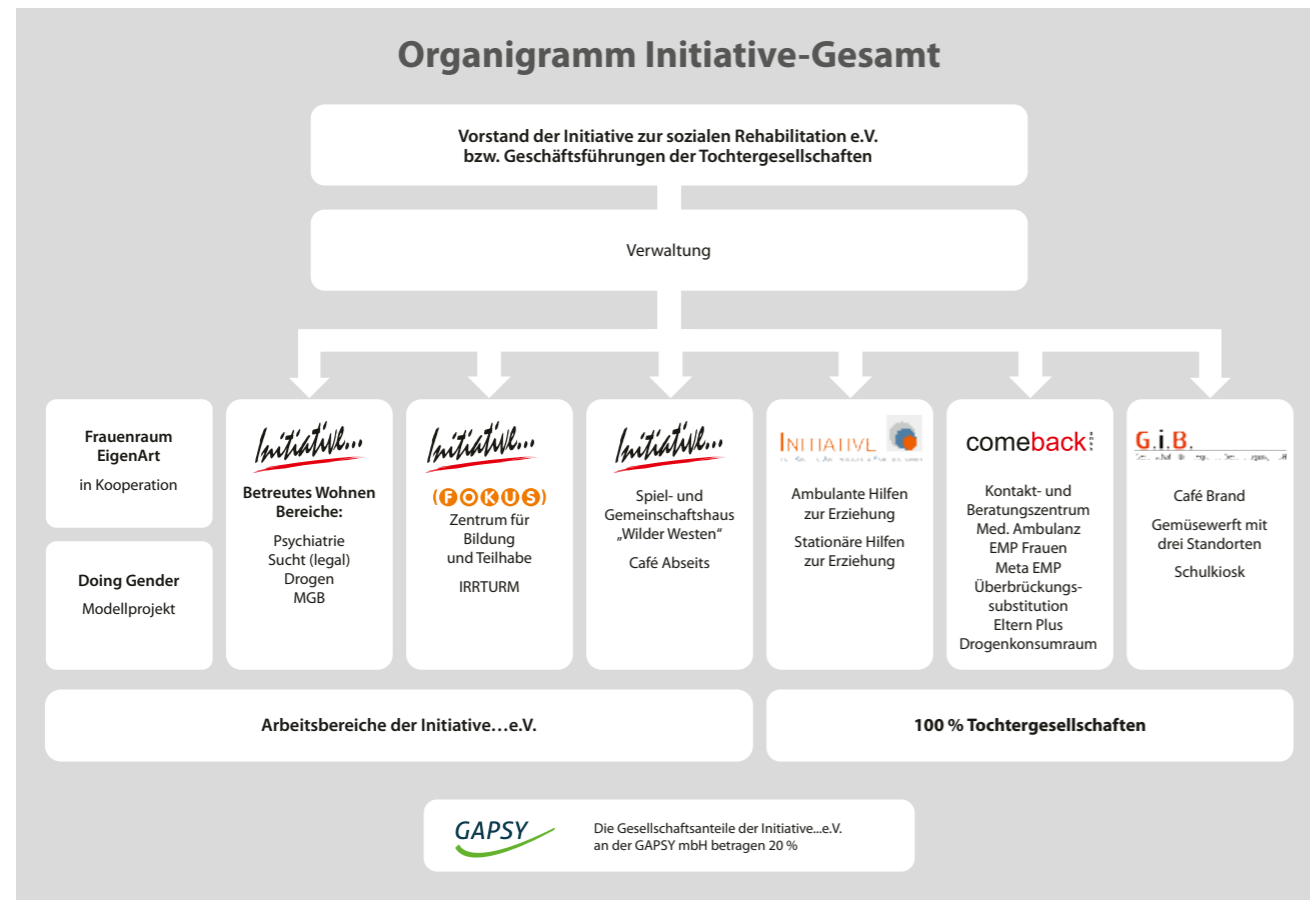 Organigramm Initiative-Gesamt
Vorstand der Initiative zur sozialen Rehabilitation e.V.
bzw. Geschäftsführungen der Tochtergesellschaften
Verwaltung
Frauenraum
EigenArt
in Kooperation
Doing Gender
Modellprojekt
Initiative...
Betreutes Wohnen
Bereiche:
Psychiatrie
Sucht (legal)
Drogen
MGB
Initiative...
(FOKUS)
Zentrum für
Bildung
und Teilhabe
IRRTURM
Initiative...
Spiel- und
Gemeinschaftshaus
„Wilder Westen“
Café Abseits
INITIATIVE
Ambulante Hilfen
zur Erziehung
Stationäre Hilfen
zur Erziehung
comeback
Kontakt- und
Beratungszentrum
Med. Ambulanz
EMP Frauen
Meta EMP
Überbrückungs-
substitution
Eltern Plus
Drogenkonsumraum
G.i.B.
Café Brand
Gemüsewerft mit
drei Standorten
Schulkiosk
Arbeitsbereiche der Initiative…e.V.
100 % Tochtergesellschaften
GAPSY
Die Gesellschaftsanteile der Initiative...e.V.
an der GAPSY mbH betragen 20 %